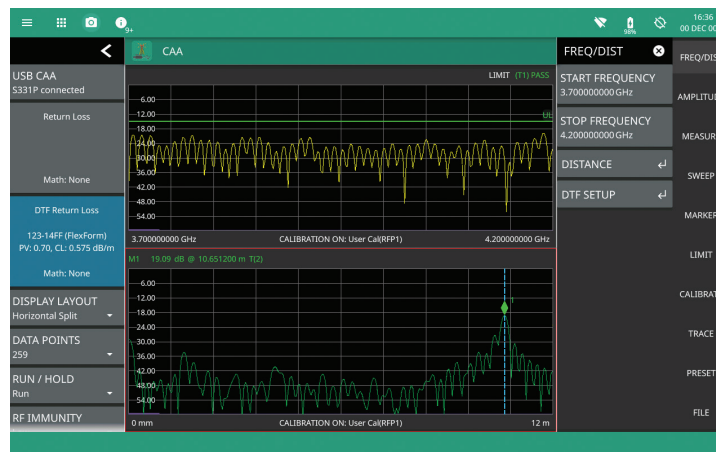 9+
98%
16:36
00 DEC 00
USB CAA
S331P connected
Return Loss
Math: None
DTF Return Loss
123-14FF (FlexForm)
PV: 0.70, CL: 0.575 dB/m
Math: None
DISPLAY LAYOUT
Horizontal Split
DATA POINTS
259
RUN / HOLD
Run
RF IMMUNITY
CAA
LIMIT (T1) PASS
6.00
12.00
UL
18.00
24.00
30.00
36.00
42.00
48.00
54.00
3.700000000 GHz
CALIBRATION ON: User Cal(RFP1)
4.200000000 GHz
M1 19.09 dB @ 10.651200 m T(2)
6.00
12.00
1
18.00
24.00
30.00
36.00
42.00
48.00
54.00
0 mm
CALIBRATION ON: User Cal(RFP1)
12 m
FREQ/DIST
START FREQUENCY
3.700000000 GHz
STOP FREQUENCY
4.200000000 GHz
DISTANCE
DTF SETUP
FREQ/DIS
AMPLITU
MEASUR
SWEEP
MARKER
LIMIT
CALIBRAT
TRACE
PRESET
FILE